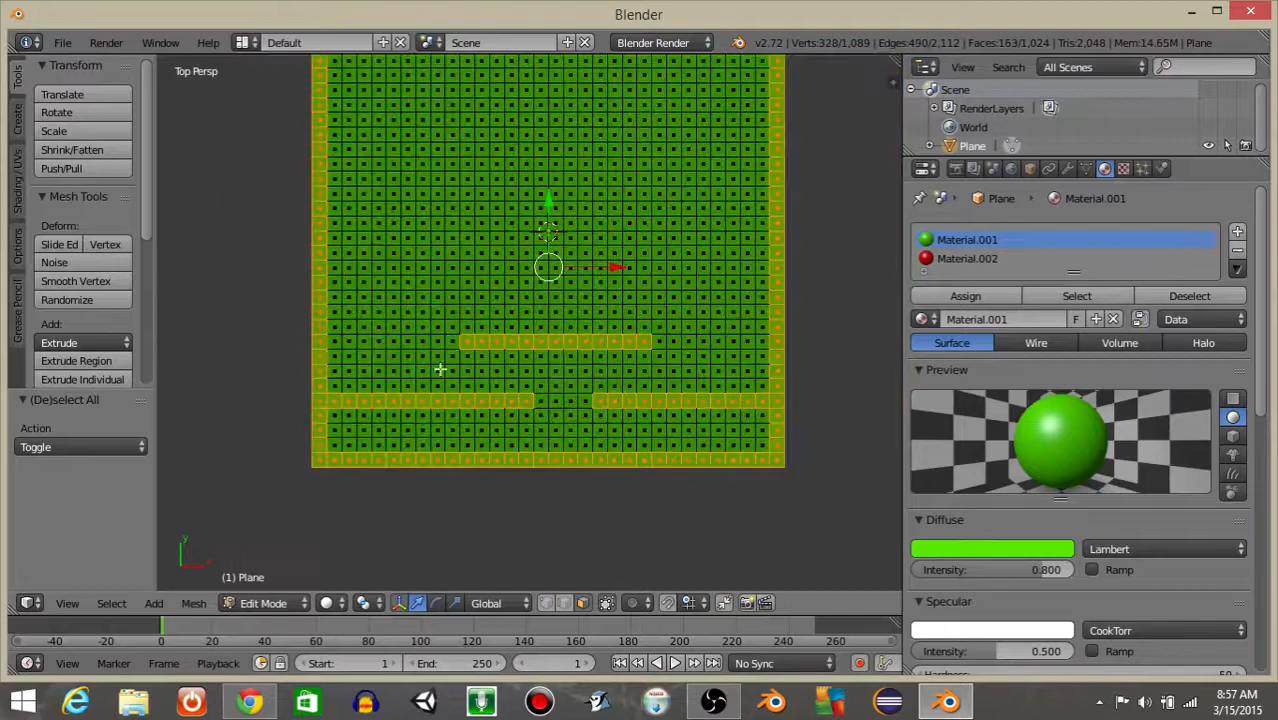 Blender
File Render Window Help Default Scene Blender Render v2.72 | Verts:328/1,089 | Edges:490/2,112 | Faces:163/1,024 | Tris:2,048 | Mem:14.65M | Plane
Tools
Create
Shading / UVs
Options
Grease Pencil
Transform
Translate
Rotate
Scale
Shrink/Fatten
Push/Pull
Mesh Tools
Deform:
Slide Ed Vertex
Noise
Smooth Vertex
Randomize
Add:
Extrude
Extrude Region
Extrude Individual
(De)select All
Action
Toggle
Top Persp
y
x
(1) Plane
View Select Add Mesh Edit Mode Global
-40 -20 0 20 40 60 80 100 120 140 160 180 200 220 240 260
View Marker Frame Playback Start: 1 End: 250 1 No Sync
View Search All Scenes
Scene
RenderLayers
World
Plane
Plane Material.001
Material.001
Material.002
Assign Select Deselect
Material.001 F Data
Surface Wire Volume Halo
Preview
Diffuse
Lambert
Intensity: 0.800 Ramp
Specular
CookTorr
Intensity: 0.500 Ramp
8:57 AM
3/15/2015